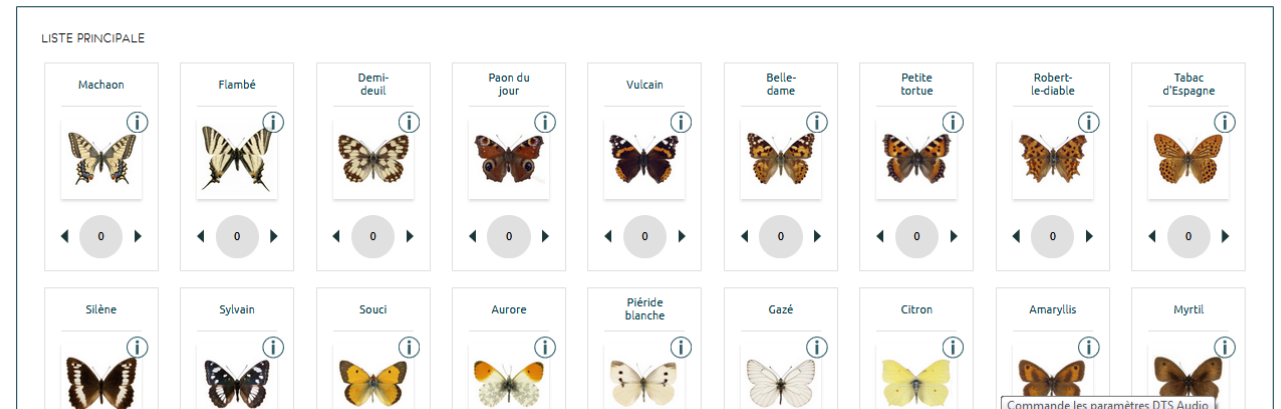 LISTE PRINCIPALE
Machaon
Flambé
Demi-
deuil
Paon du
jour
Vulcain
Belle-
dame
Petite
tortue
Robert-
le-diable
Tabac
d'Espagne
i
i
i
i
i
i
i
i
i
0
0
0
0
0
0
0
0
0
Silène
Sylvain
Souci
Aurore
Piéride
blanche
Gazé
Citron
Amaryllis
Myrtil
i
i
i
i
i
i
i
i
i
Commande les paramètres DTS Audio